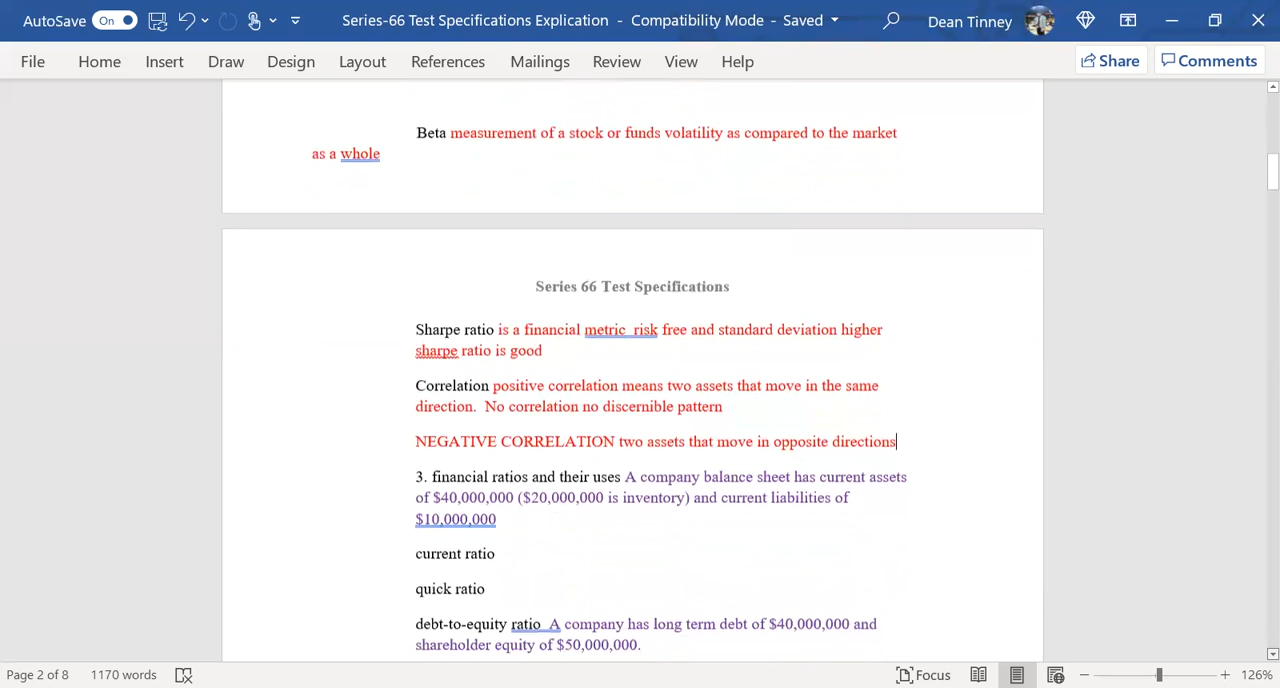 AutoSave On Series-66 Test Specifications Explication - Compatibility Mode - Saved Dean Tinney
File Home Insert Draw Design Layout References Mailings Review View Help Share Comments
Beta measurement of a stock or funds volatility as compared to the market
as a whole
Series 66 Test Specifications
Sharpe ratio is a financial metric  risk free and standard deviation higher
sharpe ratio is good
Correlation positive correlation means two assets that move in the same
direction.  No correlation no discernible pattern
NEGATIVE CORRELATION two assets that move in opposite directions
3. financial ratios and their uses A company balance sheet has current assets
of $40,000,000 ($20,000,000 is inventory) and current liabilities of
$10,000,000
current ratio
quick ratio
debt-to-equity ratio  A company has long term debt of $40,000,000 and
shareholder equity of $50,000,000.
Page 2 of 8 1170 words Focus 126%